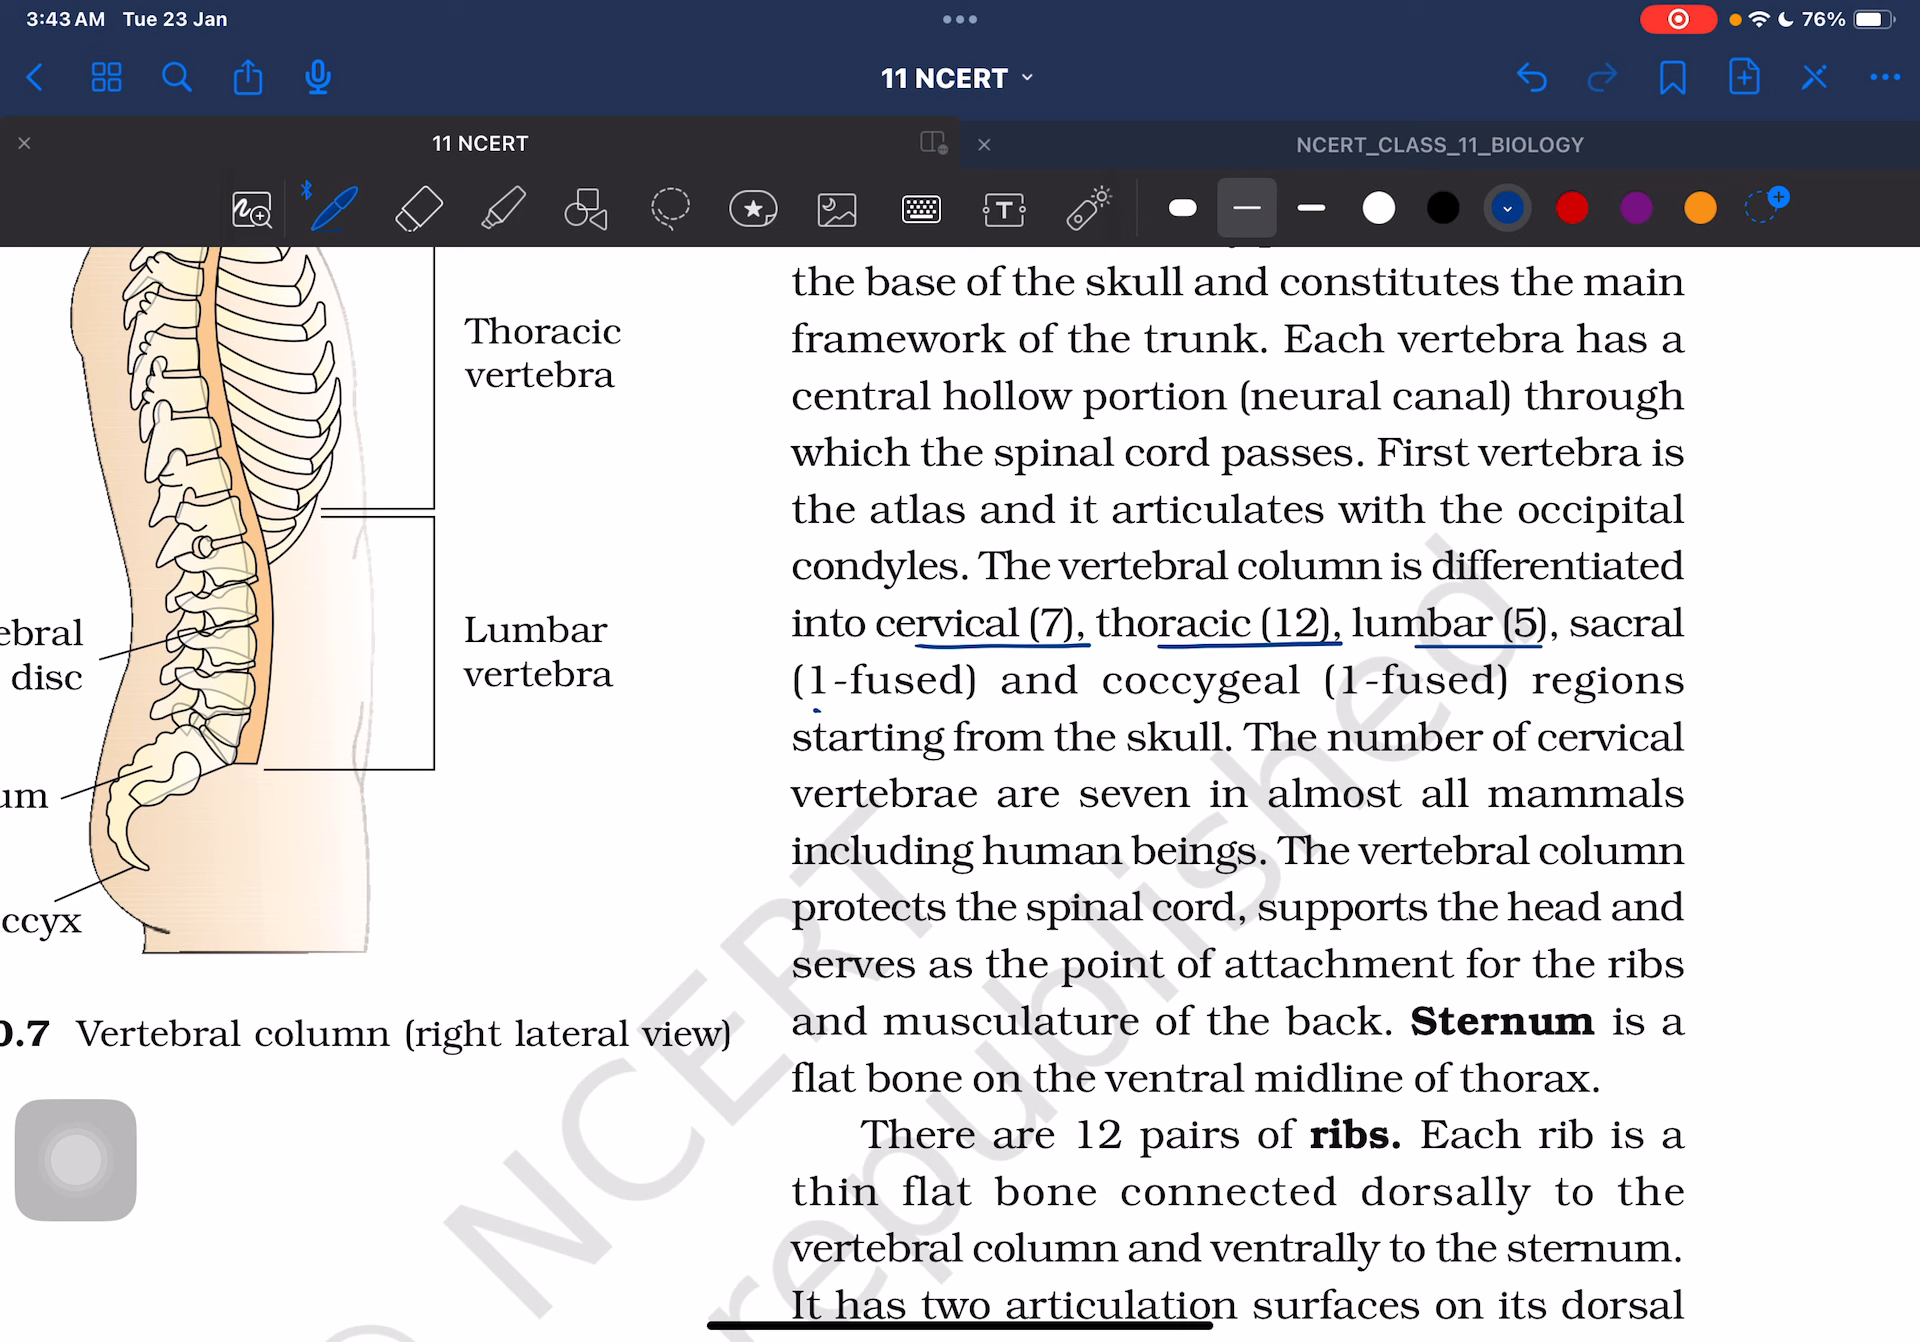 3:43 AM Tue 23 Jan
76%
11 NCERT
11 NCERT
NCERT_CLASS_11_BIOLOGY
Thoracic
vertebra
Lumbar
vertebra
ebral
disc
um
ccyx
0.7 Vertebral column (right lateral view)
the base of the skull and constitutes the main
framework of the trunk. Each vertebra has a
central hollow portion (neural canal) through
which the spinal cord passes. First vertebra is
the atlas and it articulates with the occipital
condyles. The vertebral column is differentiated
into cervical (7), thoracic (12), lumbar (5), sacral
(1-fused) and coccygeal (1-fused) regions
starting from the skull. The number of cervical
vertebrae are seven in almost all mammals
including human beings. The vertebral column
protects the spinal cord, supports the head and
serves as the point of attachment for the ribs
and musculature of the back. Sternum is a
flat bone on the ventral midline of thorax.
There are 12 pairs of ribs. Each rib is a
thin flat bone connected dorsally to the
vertebral column and ventrally to the sternum.
It has two articulation surfaces on its dorsal
© NCERT
republished